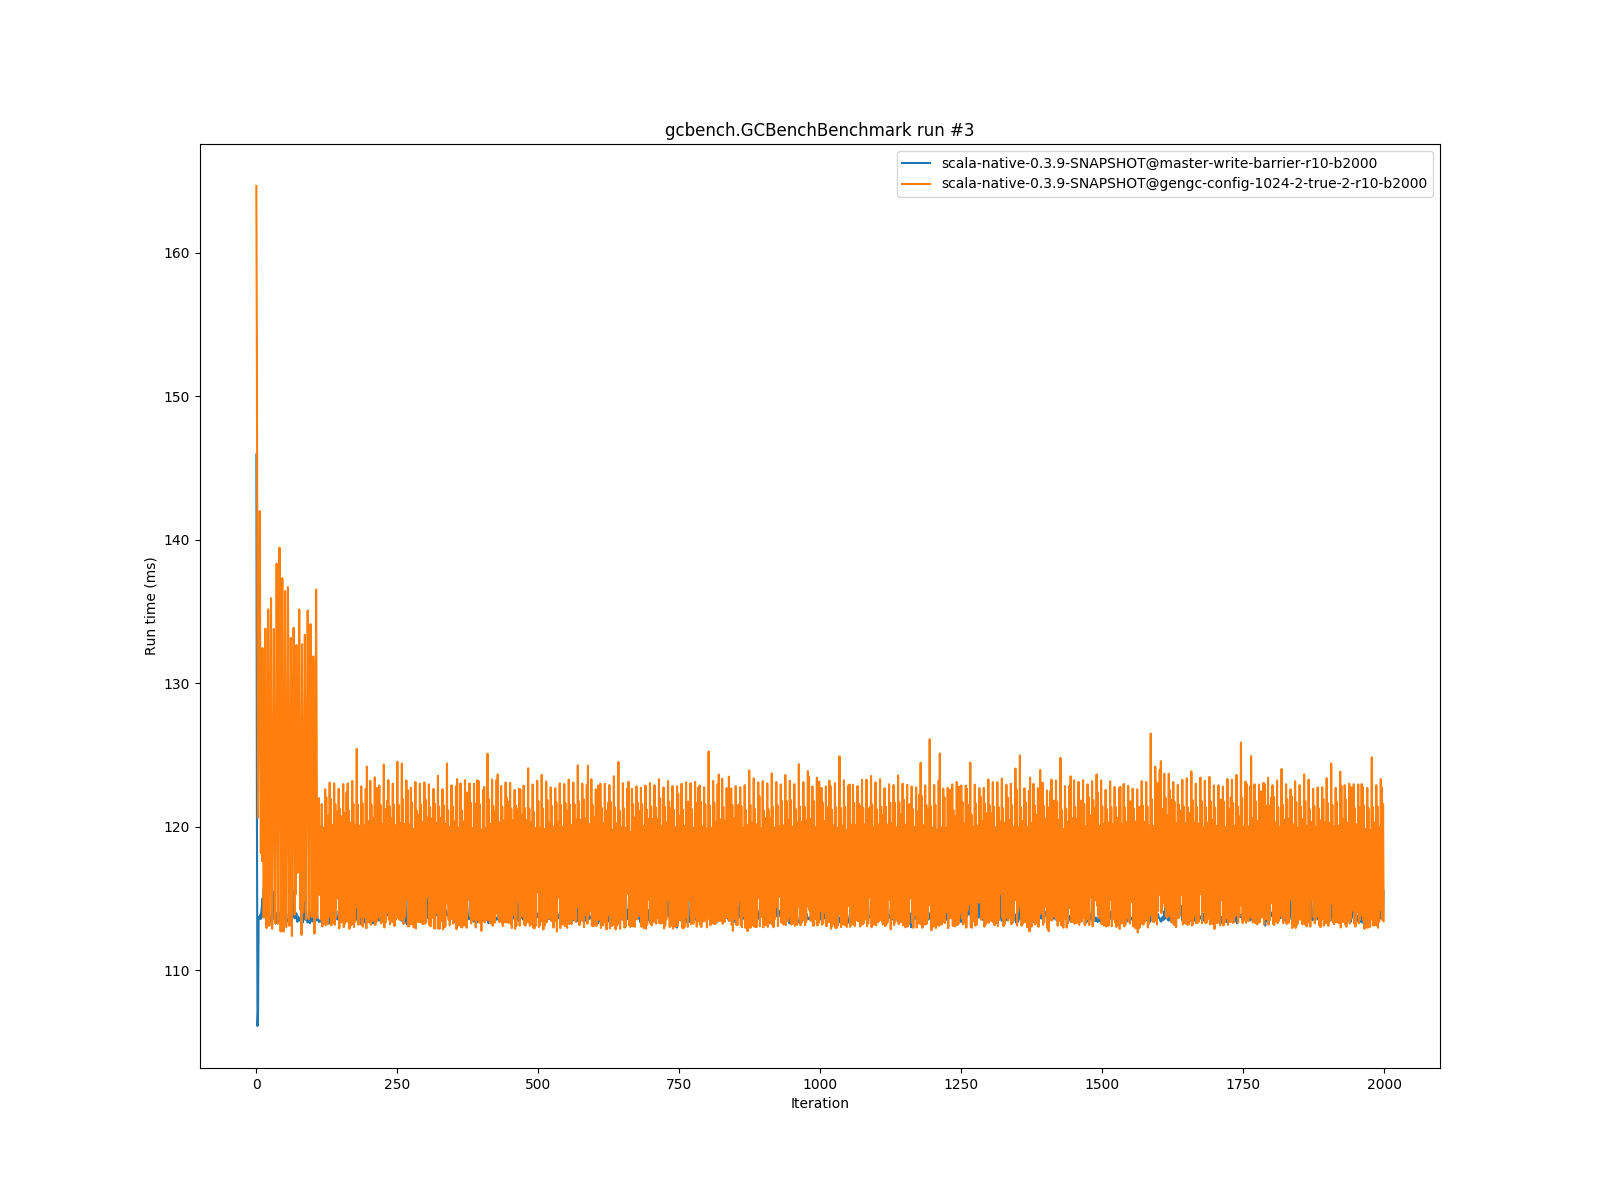 gcbench.GCBenchBenchmark run #3
scala-native-0.3.9-SNAPSHOT@master-write-barrier-r10-b2000
scala-native-0.3.9-SNAPSHOT@gengc-config-1024-2-true-2-r10-b2000
160
150
140
130
120
110
Run time (ms)
0 250 500 750 1000 1250 1500 1750 2000
Iteration